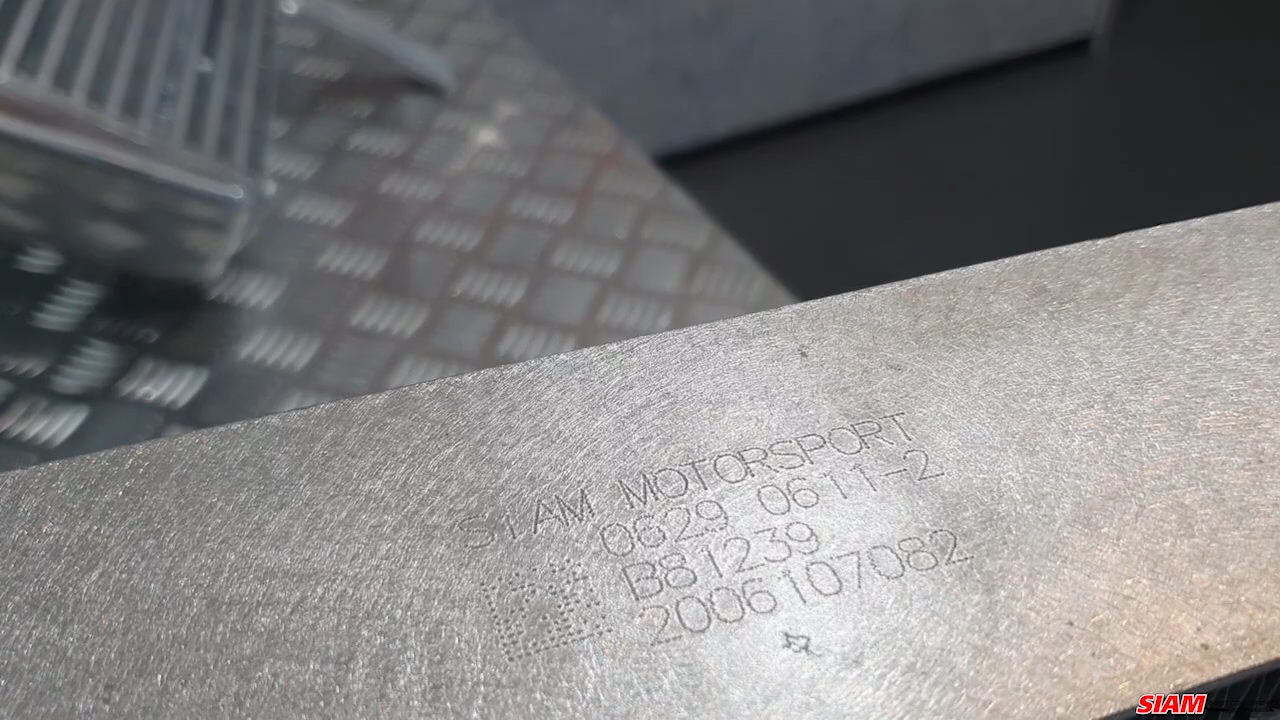 SIAM MOTORSPORT
0629 0611-2
B81239
2006107082
SIAM